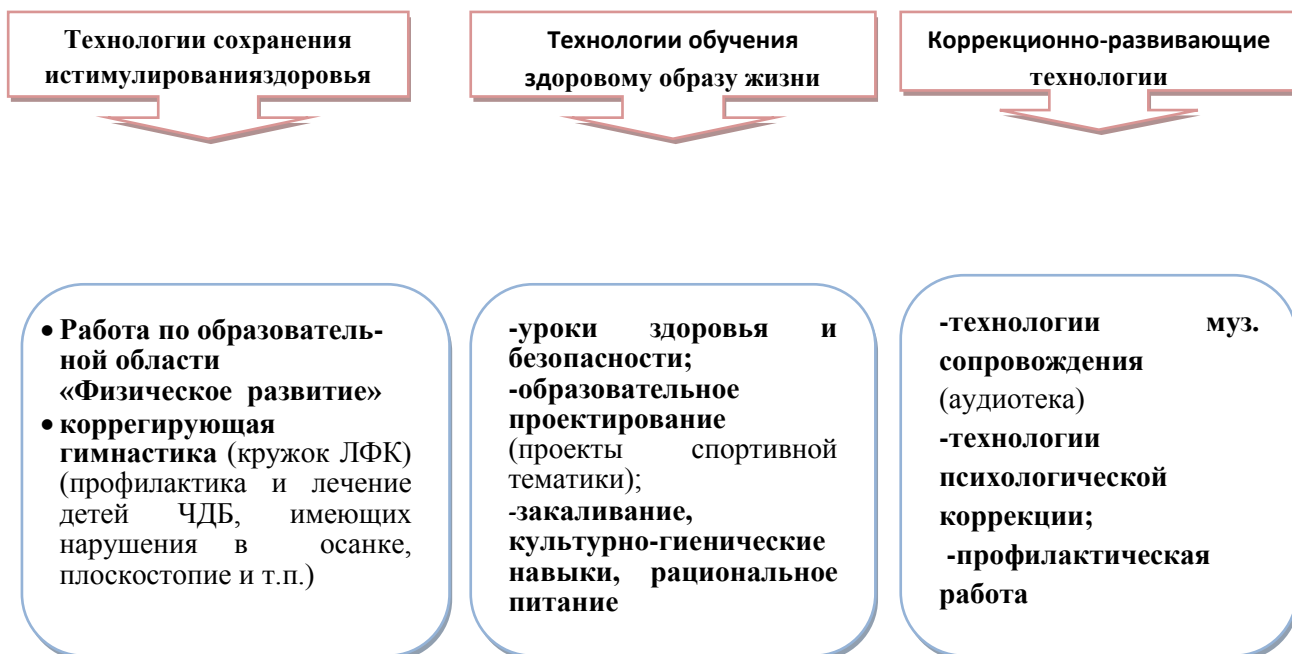 Технологии сохранения
истимулированияздоровья
Технологии обучения
здоровому образу жизни
Коррекционно-развивающие
технологии
• Работа по образователь-
ной области
«Физическое развитие»
• коррегирующая
гимнастика (кружок ЛФК)
(профилактика и лечение
детей ЧДБ, имеющих
нарушения в осанке,
плоскостопие и т.п.)
-уроки здоровья и
безопасности;
-образовательное
проектирование
(проекты спортивной
тематики);
-закаливание,
культурно-гиенические
навыки, рациональное
питание
-технологии муз.
сопровождения
(аудиотека)
-технологии
психологической
коррекции;
-профилактическая
работа